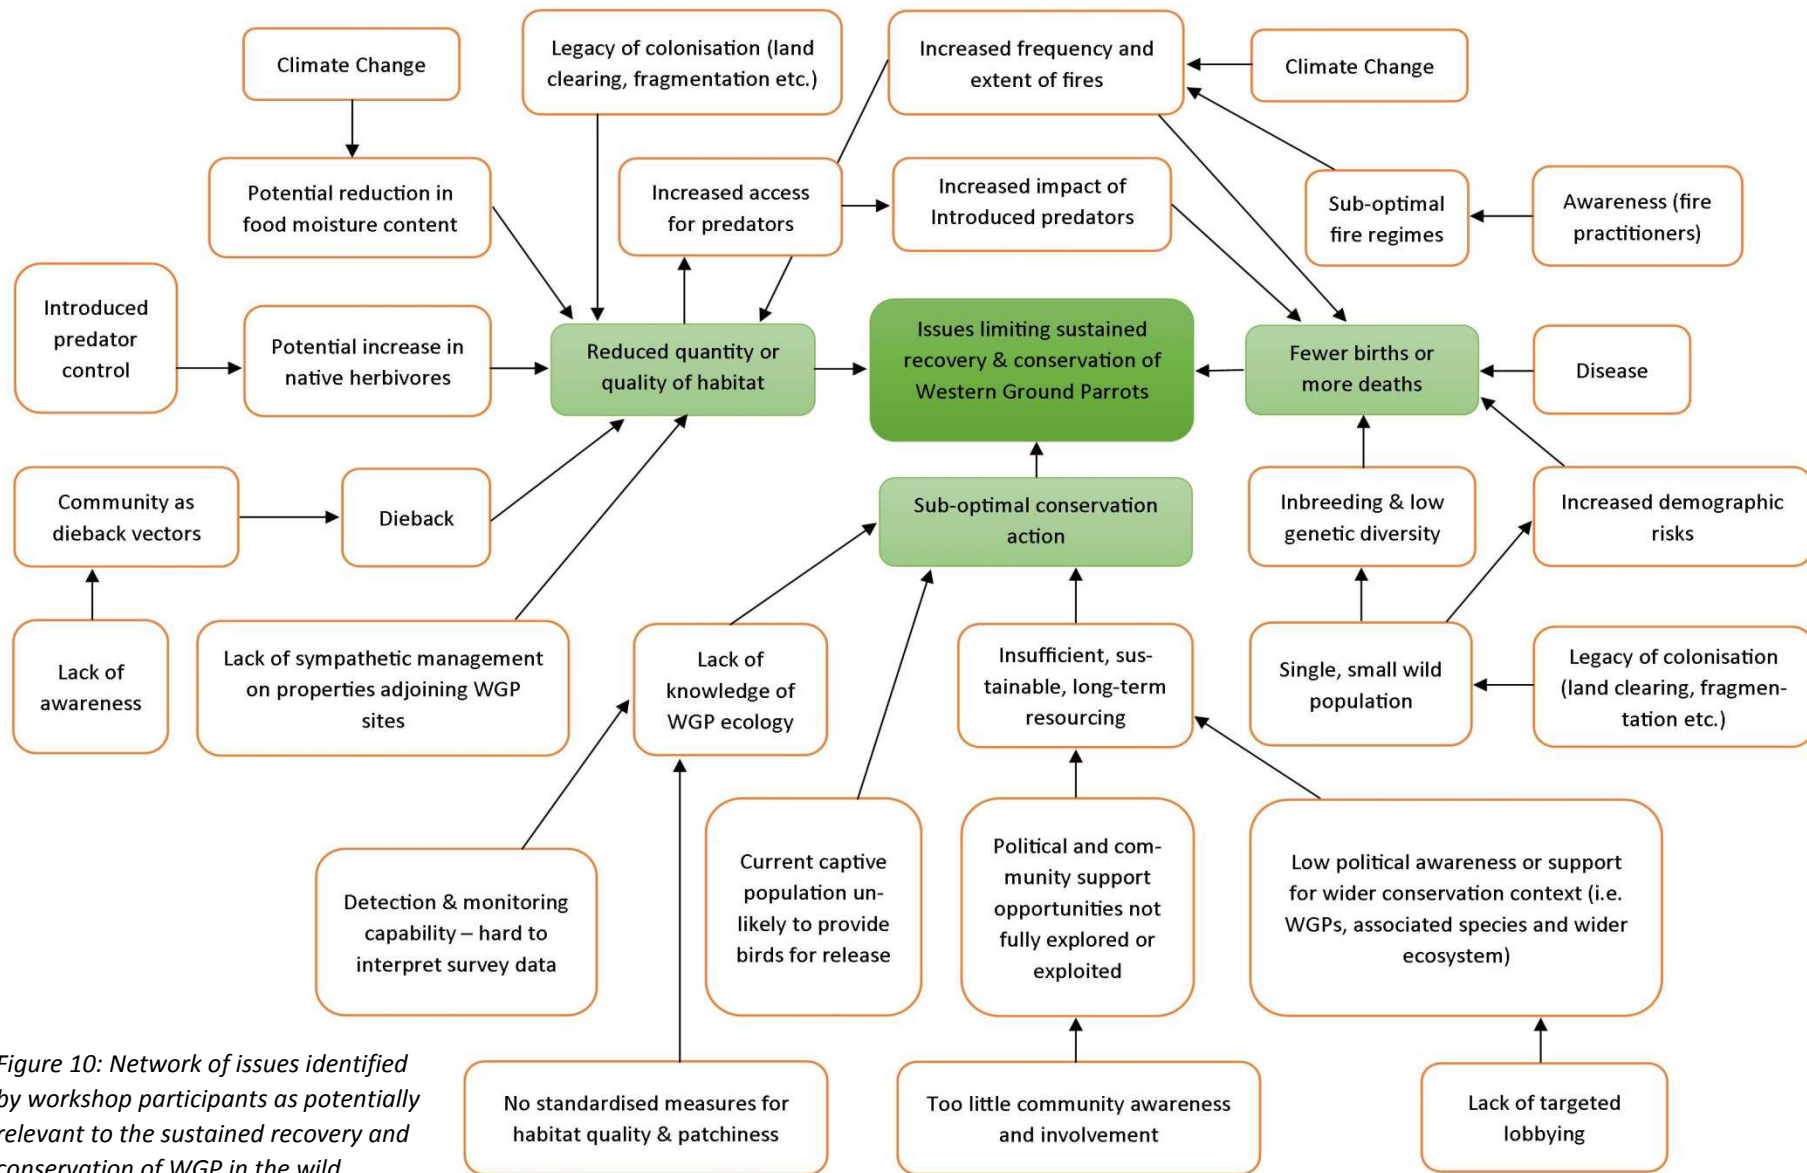 Climate Change
Legacy of colonisation (land
clearing, fragmentation etc.)
Increased frequency and
extent of fires
Climate Change
Potential reduction in
food moisture content
Increased access
for predators
Increased impact of
Introduced predators
Sub-optimal
fire regimes
Awareness (fire
practitioners)
Introduced
predator
control
Potential increase in
native herbivores
Reduced quantity or
quality of habitat
Issues limiting sustained
recovery & conservation of
Western Ground Parrots
Fewer births or
more deaths
Disease
Community as
dieback vectors
Dieback
Sub-optimal conservation
action
Inbreeding & low
genetic diversity
Increased demographic
risks
Lack of
awareness
Lack of sympathetic management
on properties adjoining WGP
sites
Lack of
knowledge of
WGP ecology
Insufficient, sus-
tainable, long-term
resourcing
Single, small wild
population
Legacy of colonisation
(land clearing, fragmen-
tation etc.)
Detection & monitoring
capability – hard to
interpret survey data
Current captive
population un-
likely to provide
birds for release
Political and com-
munity support
opportunities not
fully explored or
exploited
Low political awareness or support
for wider conservation context (i.e.
WGPs, associated species and wider
ecosystem)
No standardised measures for
habitat quality & patchiness
Too little community awareness
and involvement
Lack of targeted
lobbying
Figure 10: Network of issues identified
by workshop participants as potentially
relevant to the sustained recovery and
conservation of WGP in the wild